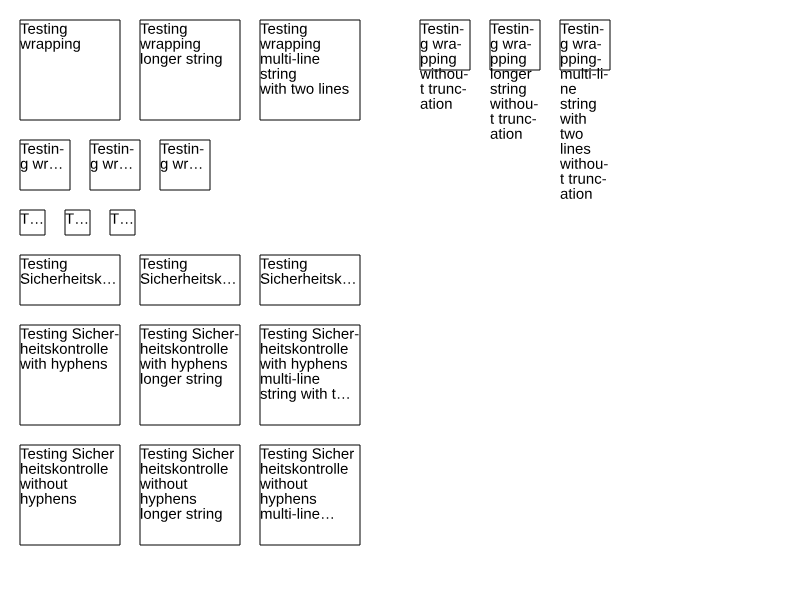 Testing
wrapping
Testing
wrapping
longer string
Testing
wrapping
multi-line
string
with two lines
Testin-
g wra-
pping
withou-
t trunc-
ation
Testin-
g wra-
pping
longer
string
withou-
t trunc-
ation
Testin-
g wra-
pping-
multi-li-
ne
string
with
two
lines
withou-
t trunc-
ation
Testin-
g wr…
Testin-
g wr…
Testin-
g wr…
T…
T…
T…
Testing
Sicherheitsk…
Testing
Sicherheitsk…
Testing
Sicherheitsk…
Testing Sicher-
heitskontrolle
with hyphens
Testing Sicher-
heitskontrolle
with hyphens
longer string
Testing Sicher-
heitskontrolle
with hyphens
multi-line
string with t…
Testing Sicher
heitskontrolle
without
hyphens
Testing Sicher
heitskontrolle
without
hyphens
longer string
Testing Sicher
heitskontrolle
without
hyphens
multi-line…